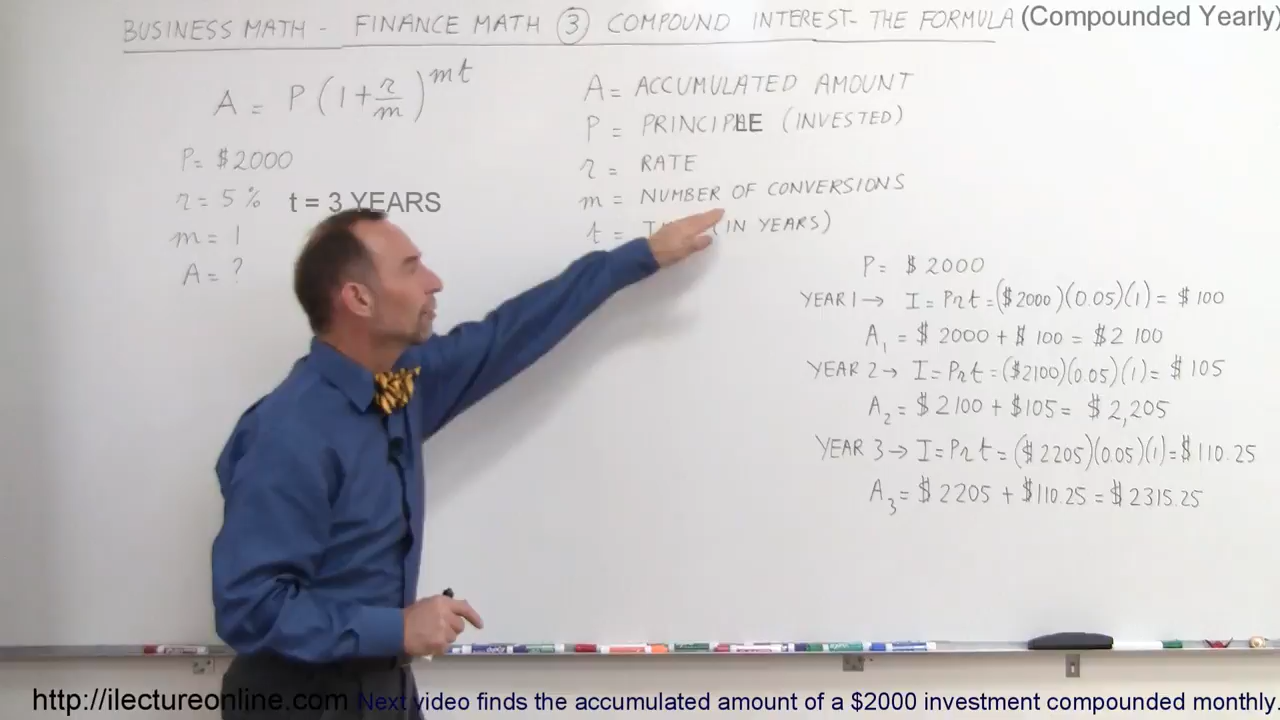 BUSINESS MATH - FINANCE MATH ③ COMPOUND INTEREST - THE FORMULA (Compounded Yearly)
A = P(1+r/m)^mt
P = $2000
r = 5% t = 3 YEARS
m = 1
A = ?
A = ACCUMULATED AMOUNT
P = PRINCIPLE (INVESTED)
r = RATE
m = NUMBER OF CONVERSIONS
t = (IN YEARS)
P = $2000
YEAR 1 → I = Prt = ($2000)(0.05)(1) = $100
A₁ = $2000 + $100 = $2100
YEAR 2 → I = Prt = ($2100)(0.05)(1) = $105
A₂ = $2100 + $105 = $2,205
YEAR 3 → I = Prt = ($2205)(0.05)(1) = $110.25
A₃ = $2205 + $110.25 = $2315.25
http://ilectureonline.com Next video finds the accumulated amount of a $2000 investment compounded monthly.